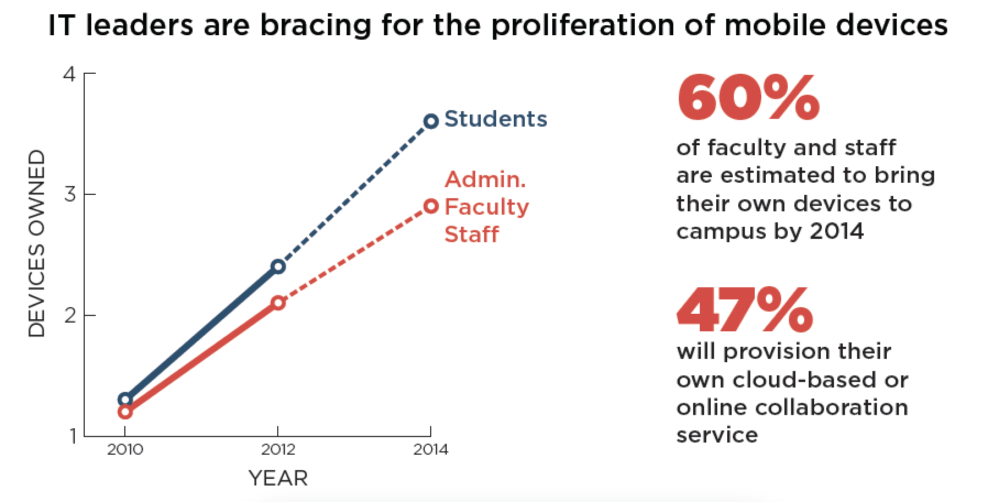 IT leaders are bracing for the proliferation of mobile devices
4
3
2
1
DEVICES OWNED
2010
2012
2014
YEAR
Students
Admin.
Faculty
Staff
60%
of faculty and staff
are estimated to bring
their own devices to
campus by 2014
47%
will provision their
own cloud-based or
online collaboration
service